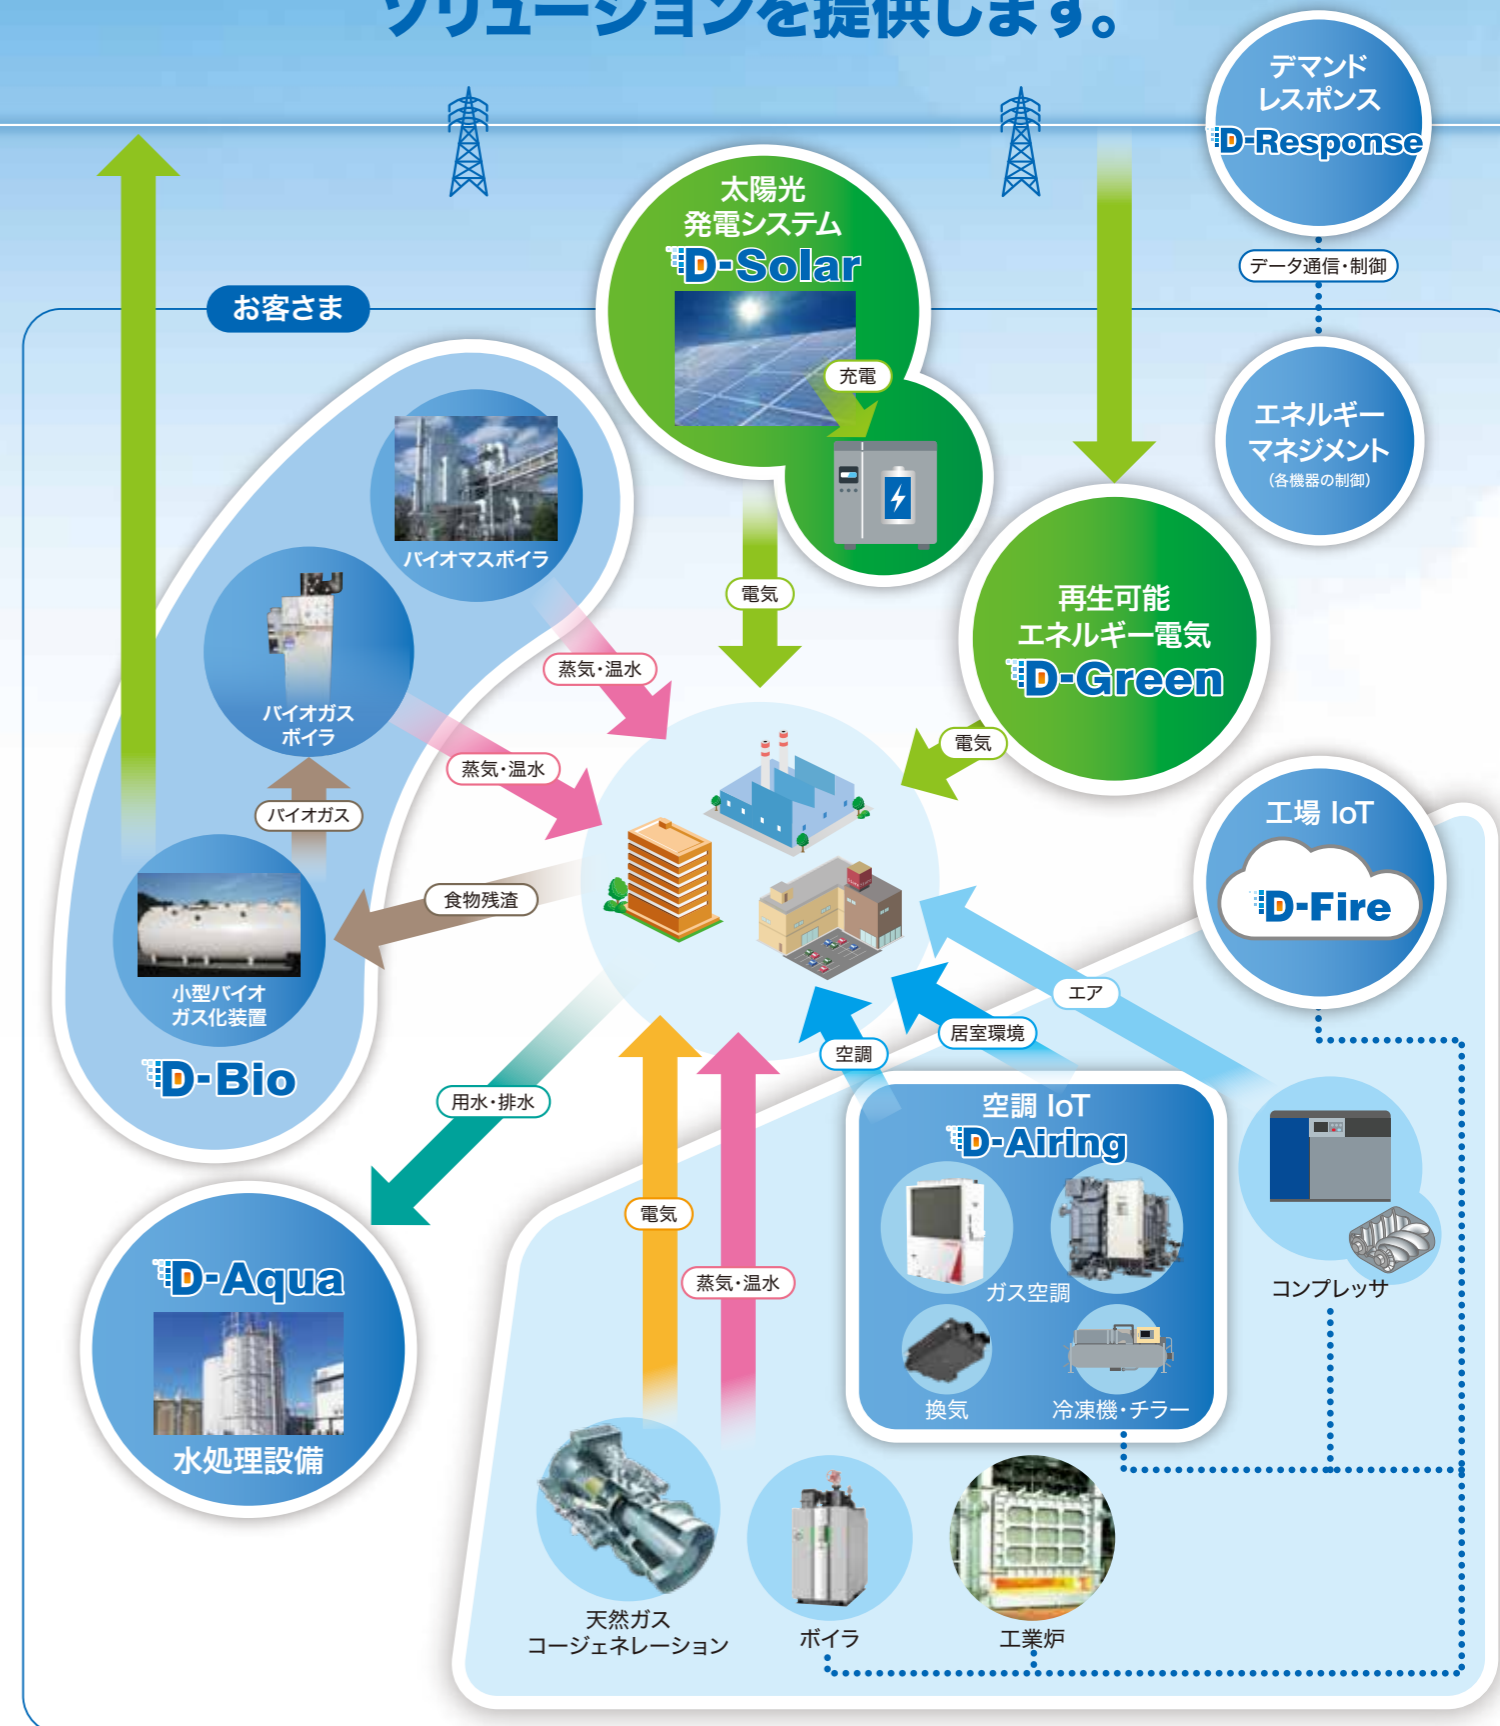 ソリューションを提供します。
デマンド
レスポンス
D-Response
データ通信・制御
エネルギー
マネジメント
(各機器の制御)
お客さま
太陽光
発電システム
D-Solar
充電
電気
再生可能
エネルギー電気
D-Green
電気
バイオマスボイラ
蒸気・温水
バイオガス
ボイラ
蒸気・温水
バイオガス
食物残渣
小型バイオ
ガス化装置
D-Bio
用水・排水
D-Aqua
水処理設備
工場 IoT
D-Fire
エア
居室環境
空調
空調 IoT
D-Airing
ガス空調
換気
冷凍機・チラー
コンプレッサ
電気
蒸気・温水
天然ガス
コージェネレーション
ボイラ
工業炉